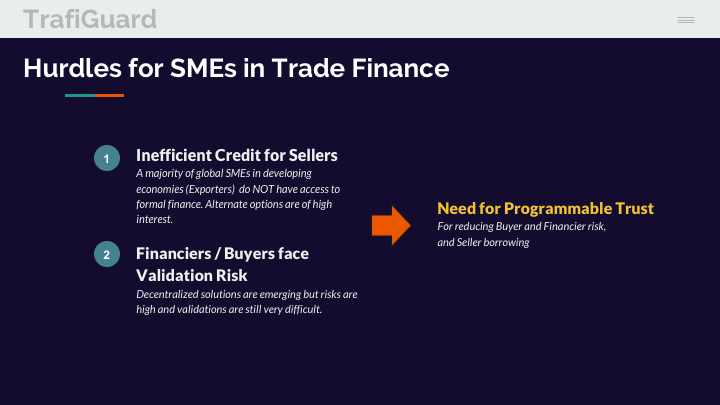 TrafiGuard
Hurdles for SMEs in Trade Finance
1
Inefficient Credit for Sellers
A majority of global SMEs in developing
economies (Exporters) do NOT have access to
formal finance. Alternate options are of high
interest.
2
Financiers / Buyers face
Validation Risk
Decentralized solutions are emerging but risks are
high and validations are still very difficult.
Need for Programmable Trust
For reducing Buyer and Financier risk,
and Seller borrowing